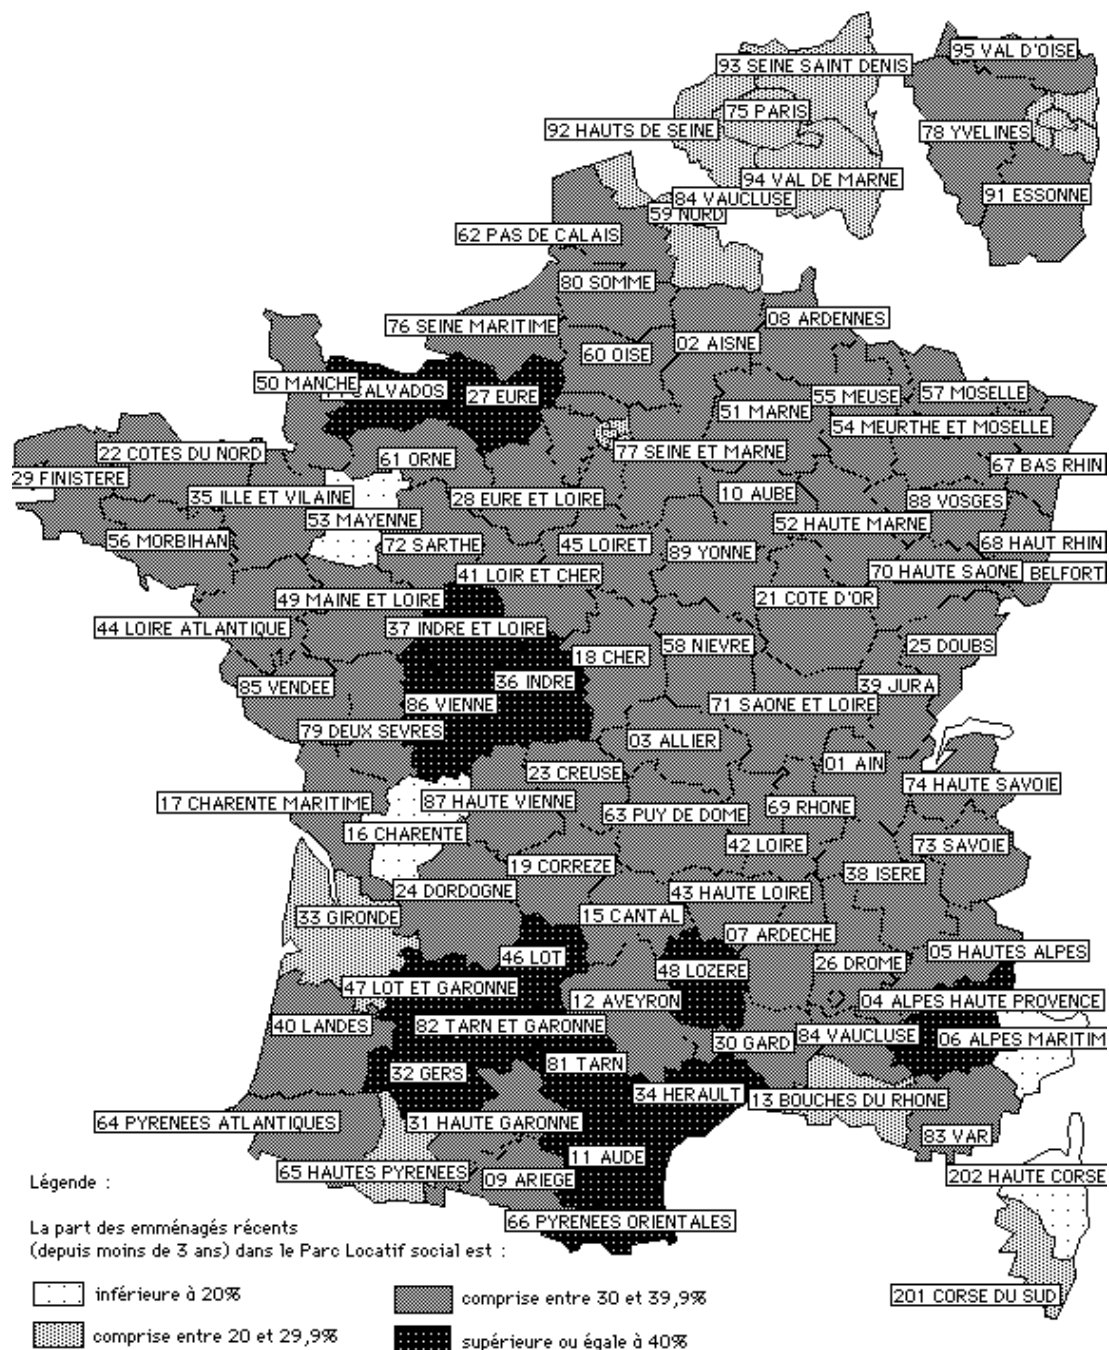 95 VAL D'OISE
93 SEINE SAINT DENIS
75 PARIS
92 HAUTS DE SEINE
78 YVELINES
94 VAL DE MARNE
91 ESSONNE
84 VAUCLUSE
59 NORD
62 PAS DE CALAIS
80 SOMME
08 ARDENNES
76 SEINE MARITIME
02 AISNE
60 OISE
50 MANCHE
CALVADOS
27 EURE
55 MEUSE
57 MOSELLE
51 MARNE
54 MEURTHE ET MOSELLE
22 COTES DU NORD
61 ORNE
77 SEINE ET MARNE
67 BAS RHIN
29 FINISTERE
35 ILLE ET VILAINE
28 EURE ET LOIRE
10 AUBE
88 VOSGES
53 MAYENNE
52 HAUTE MARNE
56 MORBIHAN
72 SARTHE
45 LOIRET
89 YONNE
68 HAUT RHIN
41 LOIR ET CHER
70 HAUTE SAONE
BELFORT
49 MAINE ET LOIRE
21 COTE D'OR
44 LOIRE ATLANTIQUE
37 INDRE ET LOIRE
58 NIEVRE
25 DOUBS
18 CHER
36 INDRE
39 JURA
85 VENDEE
86 VIENNE
71 SAONE ET LOIRE
79 DEUX SEVRES
03 ALLIER
01 AIN
23 CREUSE
74 HAUTE SAVOIE
17 CHARENTE MARITIME
87 HAUTE VIENNE
69 RHONE
63 PUY DE DOME
16 CHARENTE
42 LOIRE
73 SAVOIE
19 CORREZE
38 ISERE
24 DORDOGNE
43 HAUTE LOIRE
33 GIRONDE
15 CANTAL
07 ARDECHE
46 LOT
05 HAUTES ALPES
48 LOZERE
26 DROME
47 LOT ET GARONNE
12 AVEYRON
04 ALPES HAUTE PROVENCE
40 LANDES
82 TARN ET GARONNE
30 GARD
84 VAUCLUSE
06 ALPES MARITIM
81 TARN
32 GERS
34 HERAULT
13 BOUCHES DU RHONE
64 PYRENEES ATLANTIQUES
31 HAUTE GARONNE
83 VAR
11 AUDE
65 HAUTES PYRENEES
09 ARIEGE
202 HAUTE CORSE
66 PYRENEES ORIENTALES
201 CORSE DU SUD
Légende :
La part des emménagés récents
(depuis moins de 3 ans) dans le Parc Locatif social est :
inférieure à 20%
comprise entre 30 et 39,9%
comprise entre 20 et 29,9%
supérieure ou égale à 40%